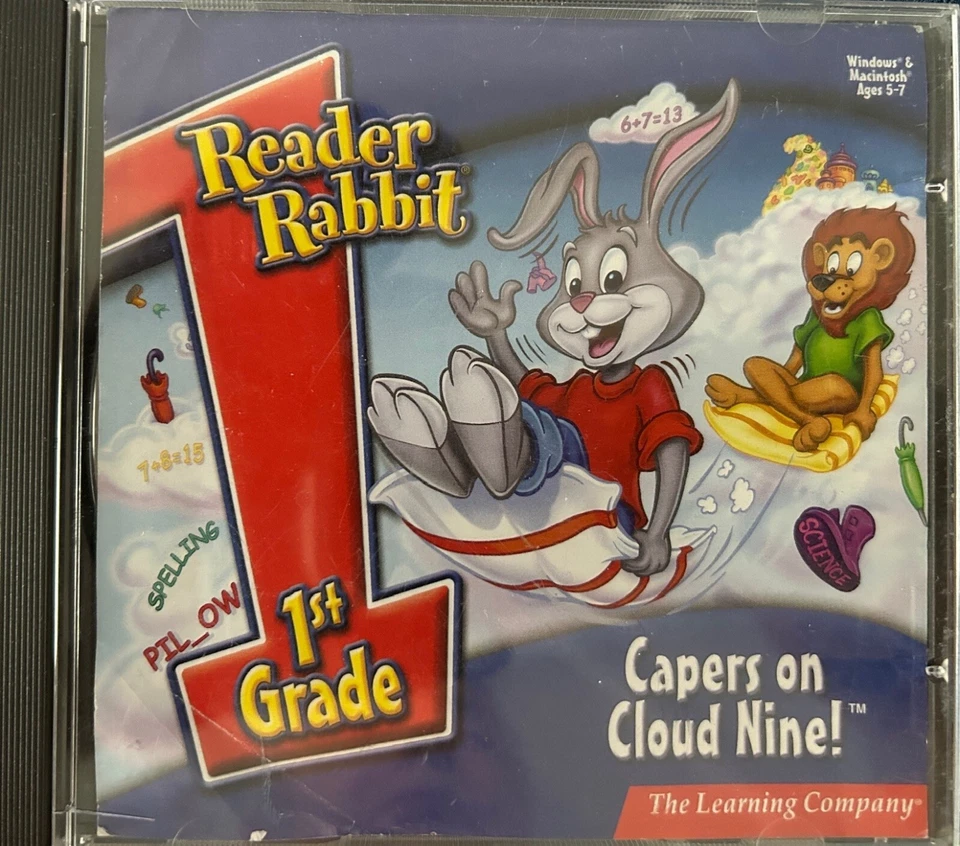 Windows® &
Macintosh®
Ages 5-7
6+7=13
Reader
Rabbit®
7+8=15
SPELLING
PIL_OW
SCIENCE
1st
Grade
Capers on
Cloud Nine!™
The Learning Company®